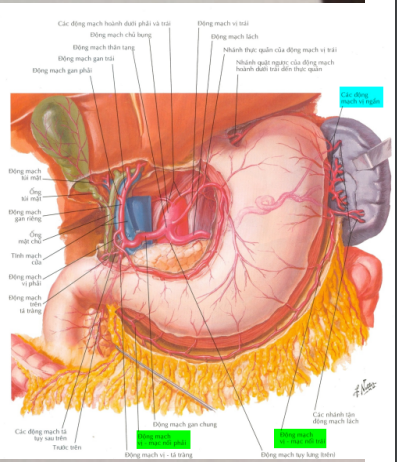 Các động mạch hoành dưới phải và trái
Động mạch chủ bụng
Động mạch thân tạng
Động mạch gan trái
Động mạch gan phải
Động mạch vị trái
Động mạch lách
Nhánh thực quản của động mạch vị trái
Nhánh quặt ngược của động mạch
hoành dưới trái đến thực quản
Các động
mạch vị ngắn
Động mạch
túi mật
Ống
túi mật
Động mạch
gan riêng
Ống
mật chủ
Tĩnh mạch
cửa
Động mạch
vị phải
Động mạch
trên
tá tràng
Các động mạch tá
tụy sau trên
Trước trên
Động mạch gan chung
Động mạch
vị - mạc nối phải
Động mạch vị - tá tràng
Động mạch
vị - mạc nối trái
Động mạch tụy lưng (trên)
Các nhánh tận
động mạch lách